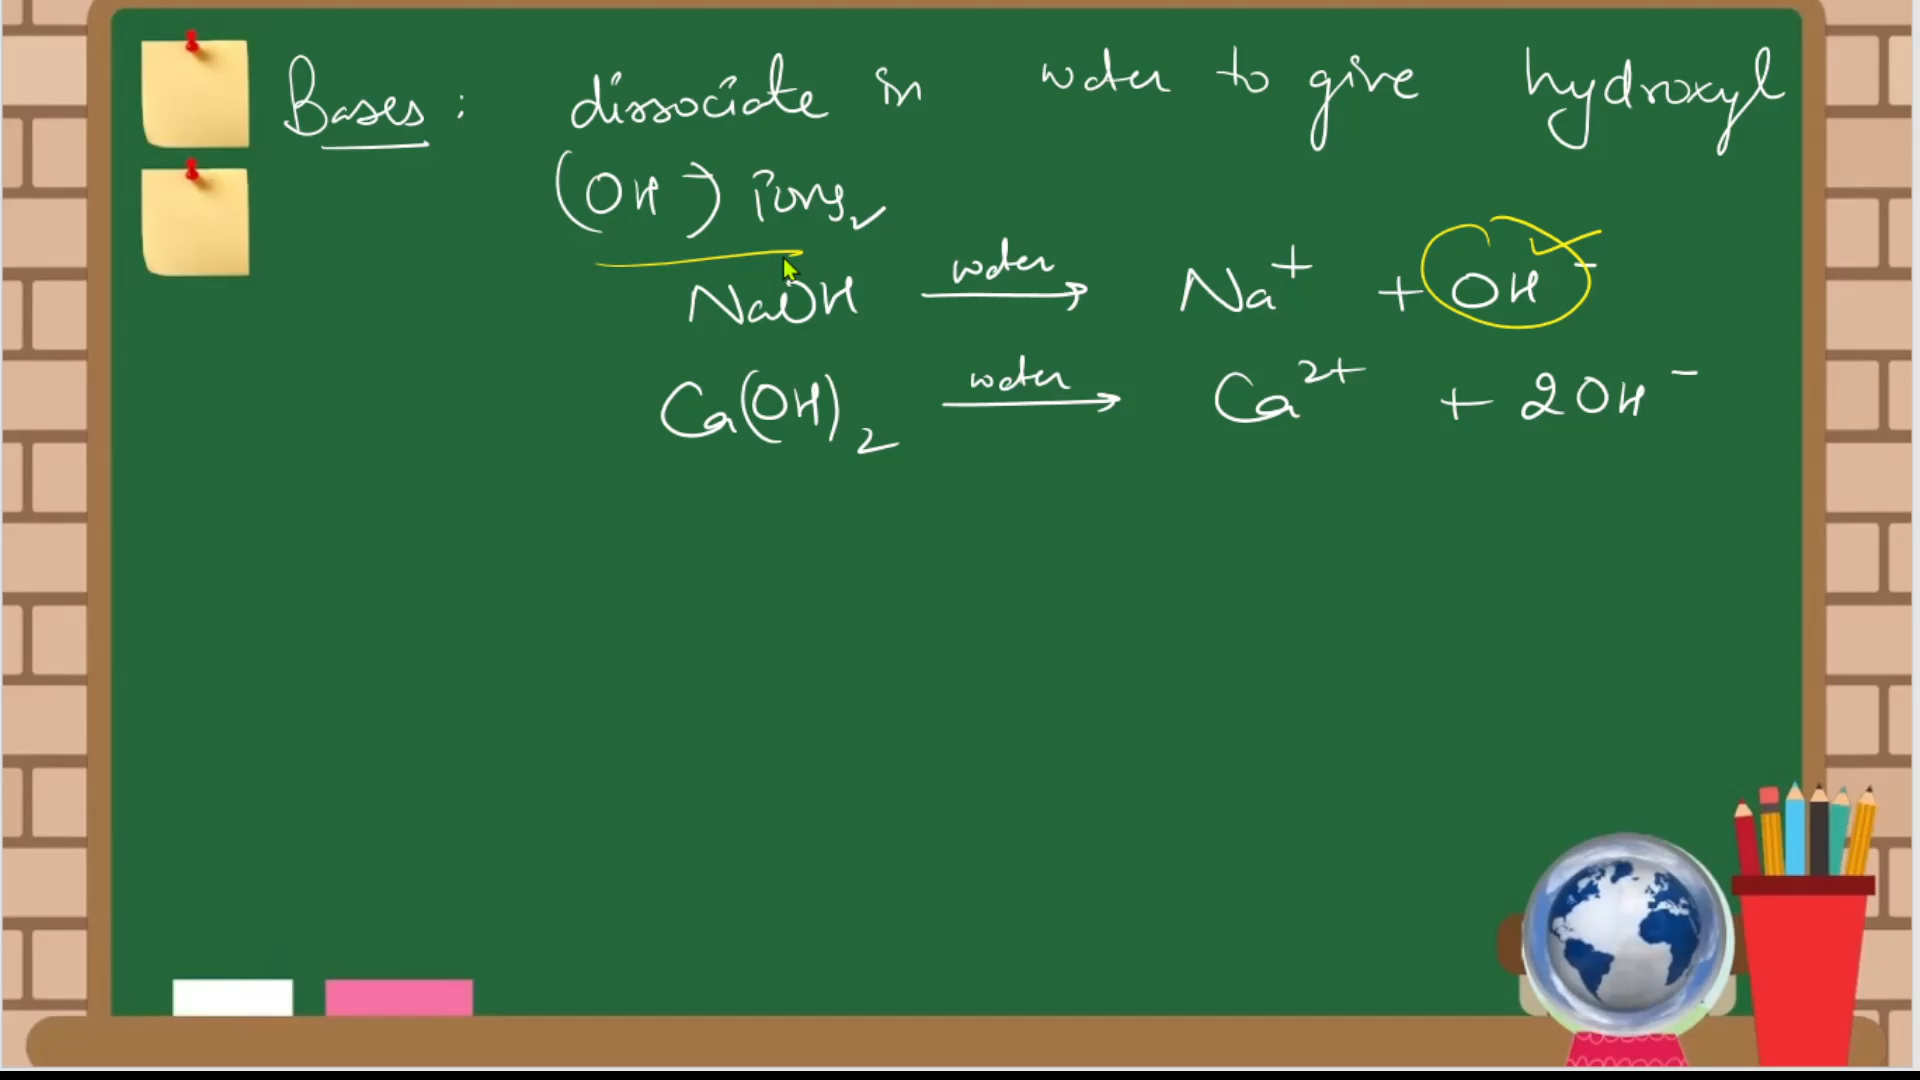 Bases : dissociate in water to give hydroxyl
(OH⁻) ions
NaOH water→ Na⁺ + OH⁻
Ca(OH)₂ water→ Ca²⁺ + 2OH⁻